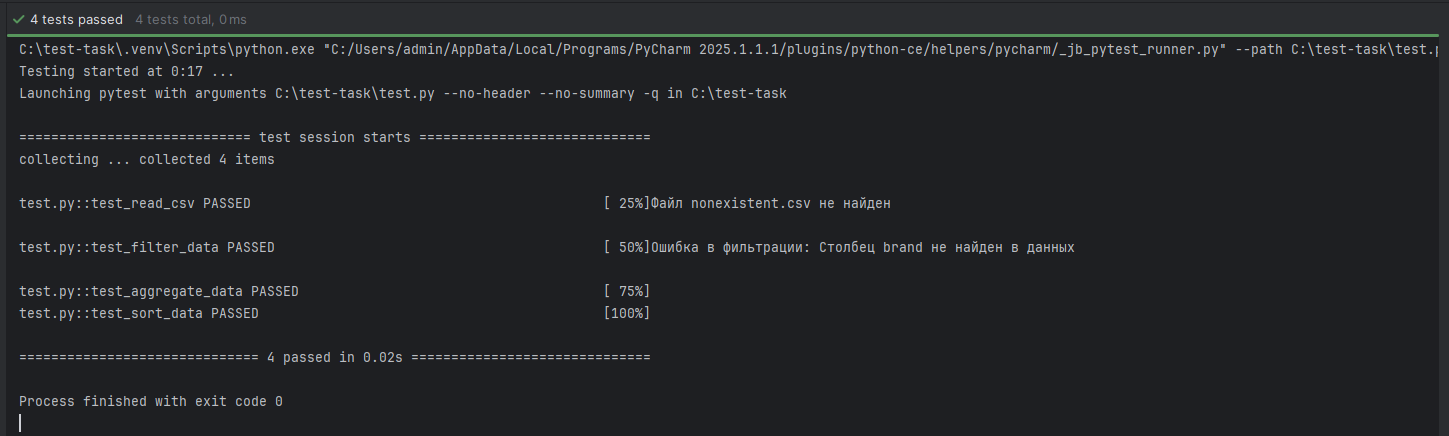 4 tests passed 4 tests total, 0 ms
C:\test-task\.venv\Scripts\python.exe "C:/Users/admin/AppData/Local/Programs/PyCharm 2025.1.1.1/plugins/python-ce/helpers/pycharm/_jb_pytest_runner.py" --path C:\test-task\test.p
Testing started at 0:17 ...
Launching pytest with arguments C:\test-task\test.py --no-header --no-summary -q in C:\test-task
============================= test session starts =============================
collecting ... collected 4 items
test.py::test_read_csv PASSED [ 25%]Файл nonexistent.csv не найден
test.py::test_filter_data PASSED [ 50%]Ошибка в фильтрации: Столбец brand не найден в данных
test.py::test_aggregate_data PASSED [ 75%]
test.py::test_sort_data PASSED [100%]
============================== 4 passed in 0.02s ==============================
Process finished with exit code 0